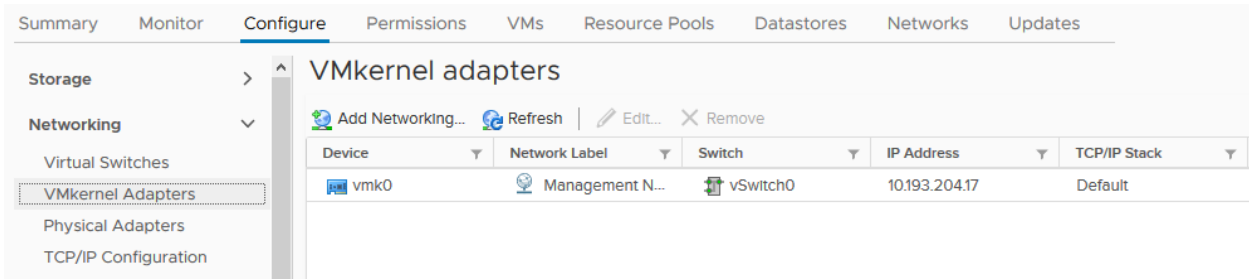 Summary Monitor Configure Permissions VMs Resource Pools Datastores Networks Updates
Storage
Networking
Virtual Switches
VMkernel Adapters
Physical Adapters
TCP/IP Configuration
VMkernel adapters
Add Networking... Refresh Edit... Remove
Device Network Label Switch IP Address TCP/IP Stack
vmk0 Management N... vSwitch0 10.193.204.17 Default